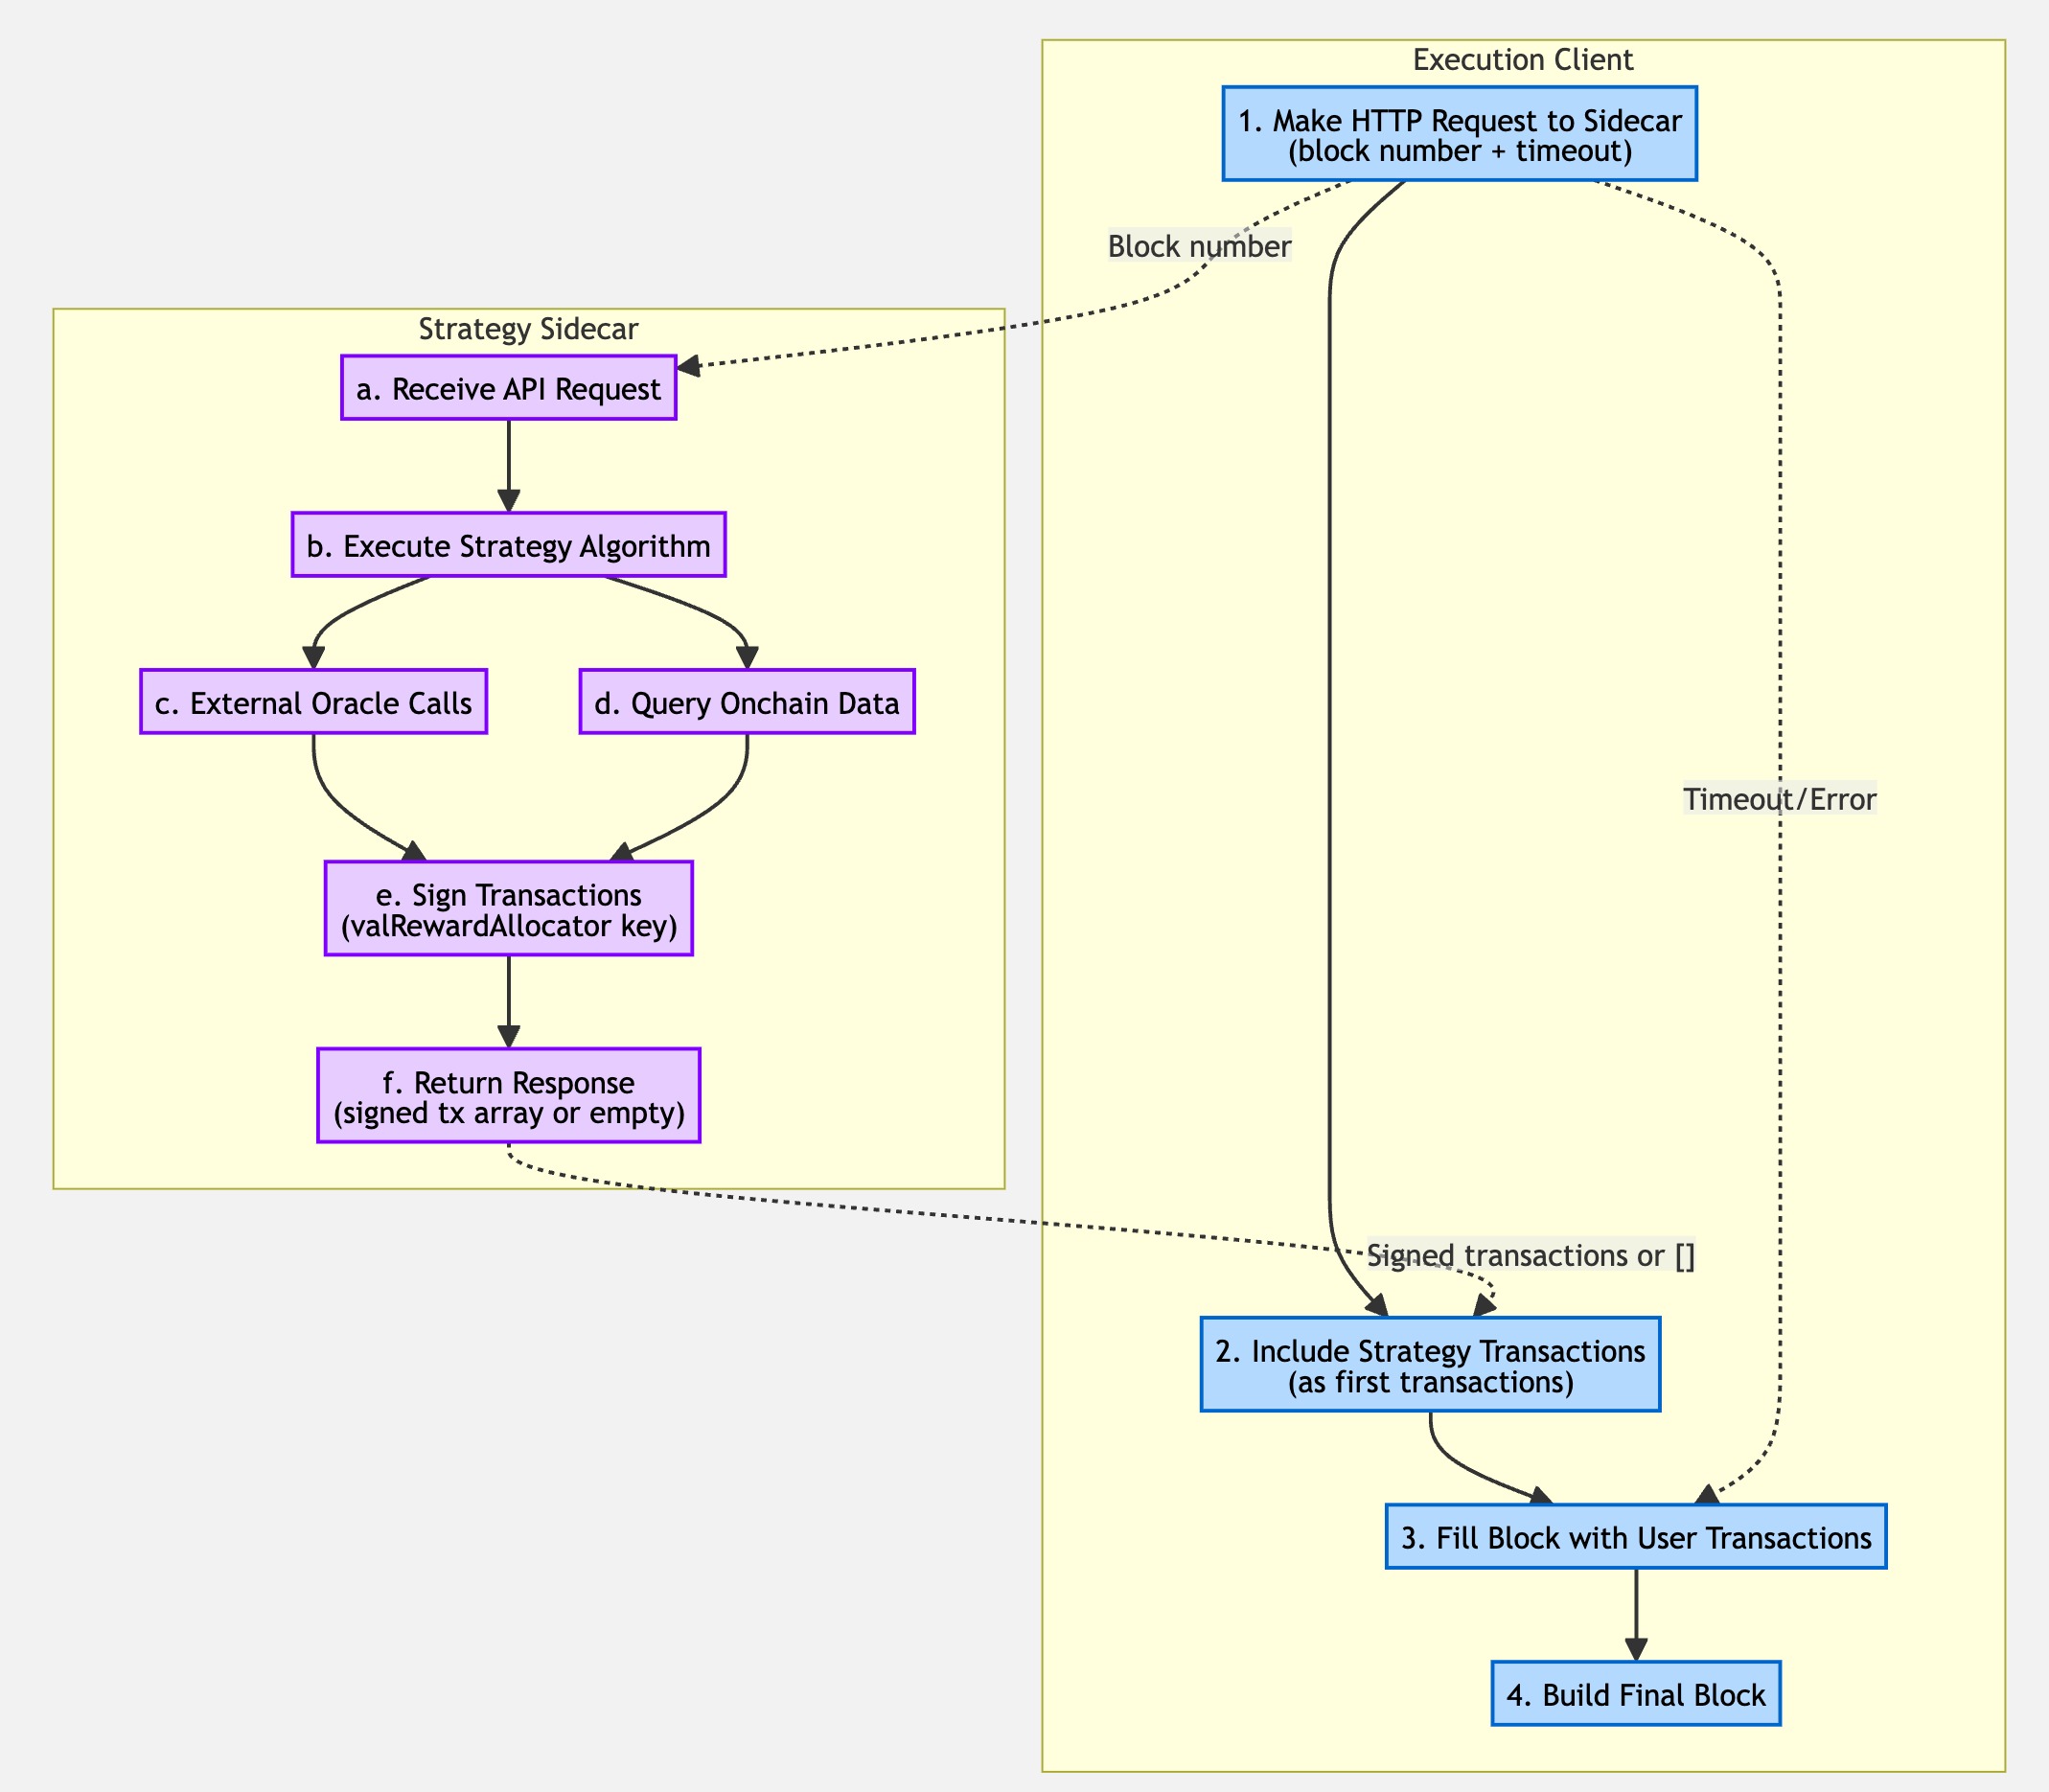 Execution Client
1. Make HTTP Request to Sidecar
(block number + timeout)
Block number
Strategy Sidecar
a. Receive API Request
b. Execute Strategy Algorithm
c. External Oracle Calls
d. Query Onchain Data
Timeout/Error
e. Sign Transactions
(valRewardAllocator key)
f. Return Response
(signed tx array or empty)
Signed transactions or []
2. Include Strategy Transactions
(as first transactions)
3. Fill Block with User Transactions
4. Build Final Block